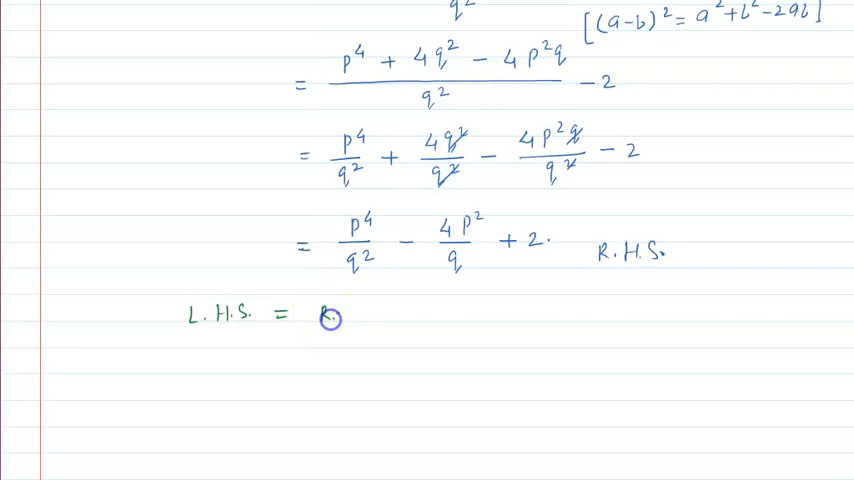 q²
[(a-b)² = a² + b² - 2ab]
= (p⁴ + 4q² - 4p²q)/q² - 2
= p⁴/q² + 4q²/q² - 4p²q/q² - 2
= p⁴/q² - 4p²/q + 2. R.H.S.
L.H.S. = R.